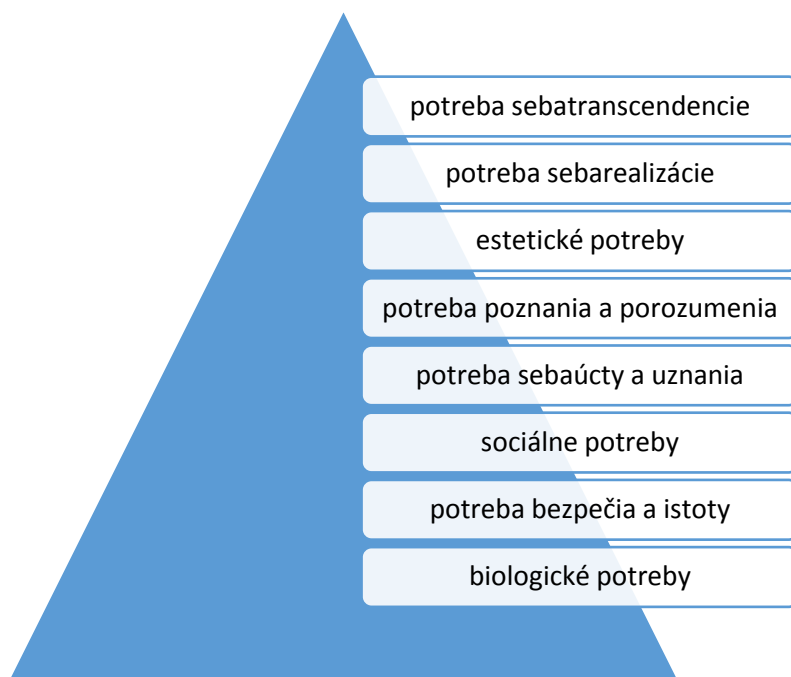 potreba sebatranscendencie
potreba sebarealizácie
estetické potreby
potreba poznania a porozumenia
potreba sebaúcty a uznania
sociálne potreby
potreba bezpečia a istoty
biologické potreby